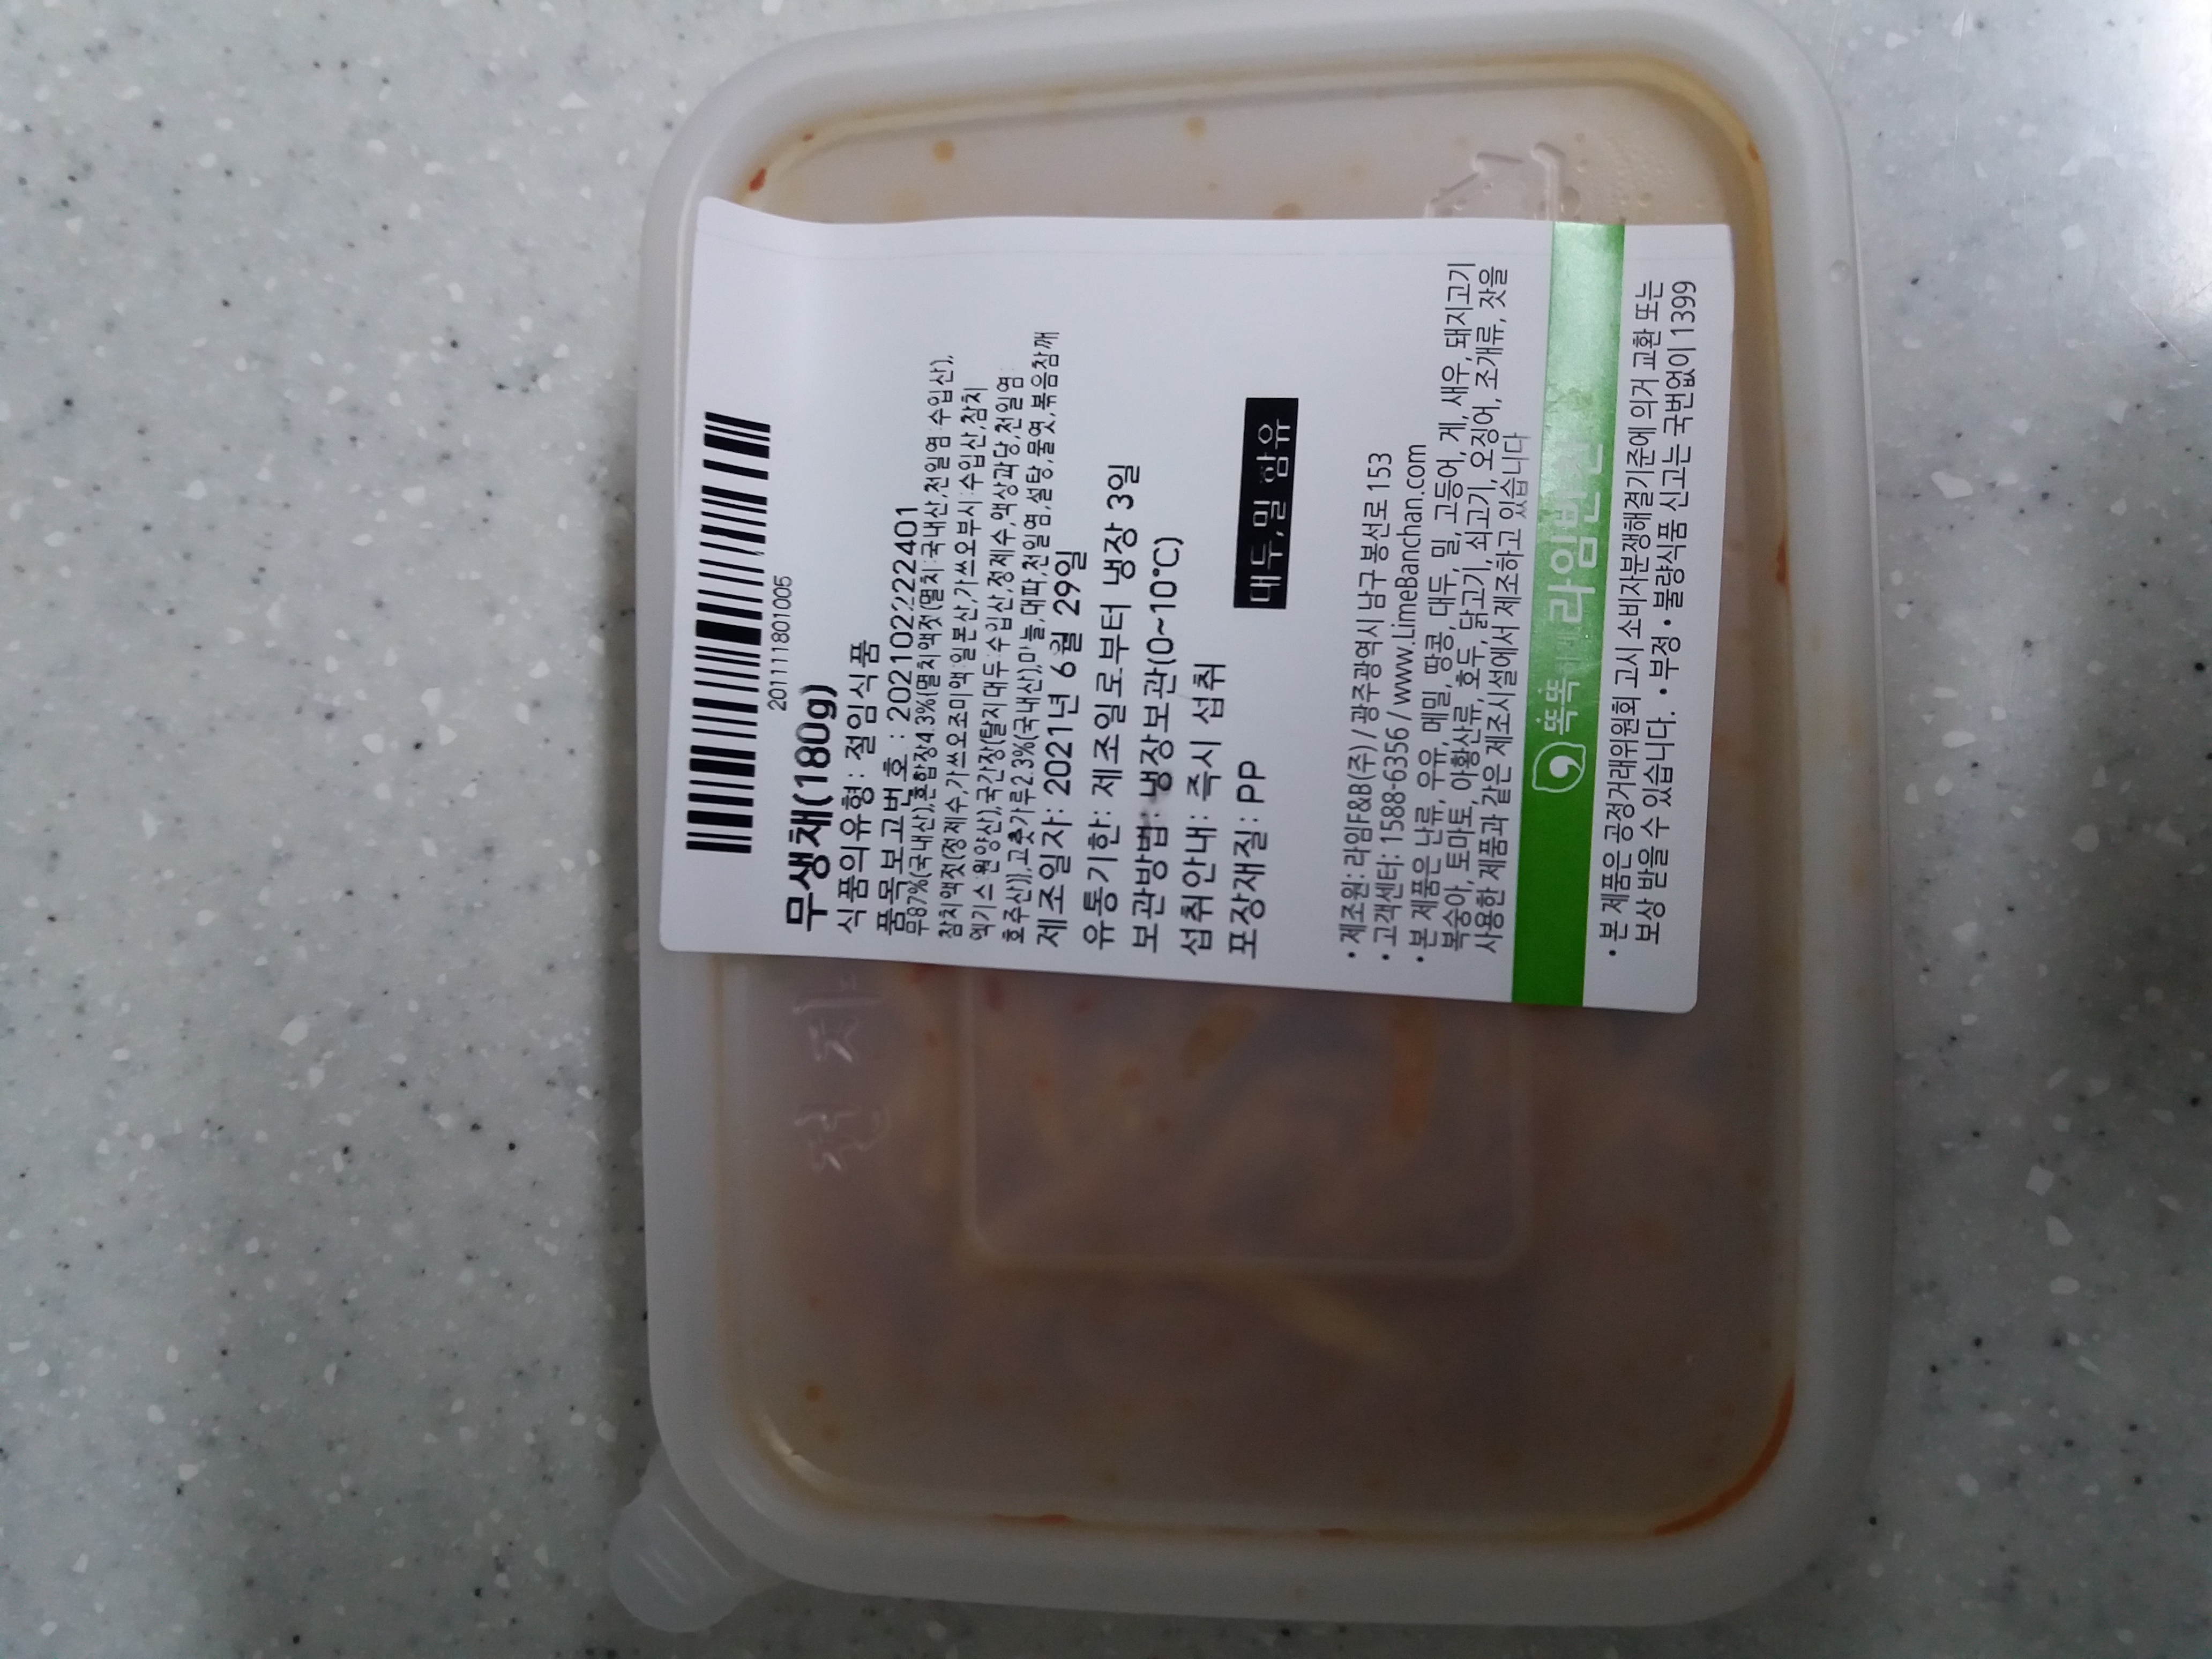 201111801005
무생채(180g)
식품의유형: 절임식품
품목보고번호 : 2021022222401
무87%(국내산),혼합장4.3%{멸치액젓(멸치:국내산,천일염:수입산),
참치액젓(정제수,가쓰오조미액:일본산,가쓰오부시:수입산,참치
엑기스:원양산),국간장(탈지대두:수입산,정제수,액상과당,천일염:
호주산)},고춧가루2.3%(국내산),마늘,대파,천일염,설탕,물엿,볶음참깨
제조일자: 2021년 6월 29일
유통기한: 제조일로부터 냉장 3일
보관방법: 냉장보관(0~10℃)
섭취안내: 즉시 섭취
포장재질: PP
대두,밀 함유
• 제조원: 라임F&B(주) / 광주광역시 남구 봉선로 153
• 고객센터: 1588-6356 / www.LimeBanchan.com
• 본 제품은 난류, 우유, 메밀, 땅콩, 대두, 밀, 고등어, 게, 새우, 돼지고기
복숭아, 토마토, 아황산류, 호두, 닭고기, 쇠고기, 오징어, 조개류, 잣을
사용한 제품과 같은 제조시설에서 제조하고 있습니다
똑똑하게 라임반찬
• 본 제품은 공정거래위원회 고시 소비자분쟁해결기준에 의거 교환 또는
보상 받을 수 있습니다. • 부정 • 불량식품 신고는 국번없이 1399